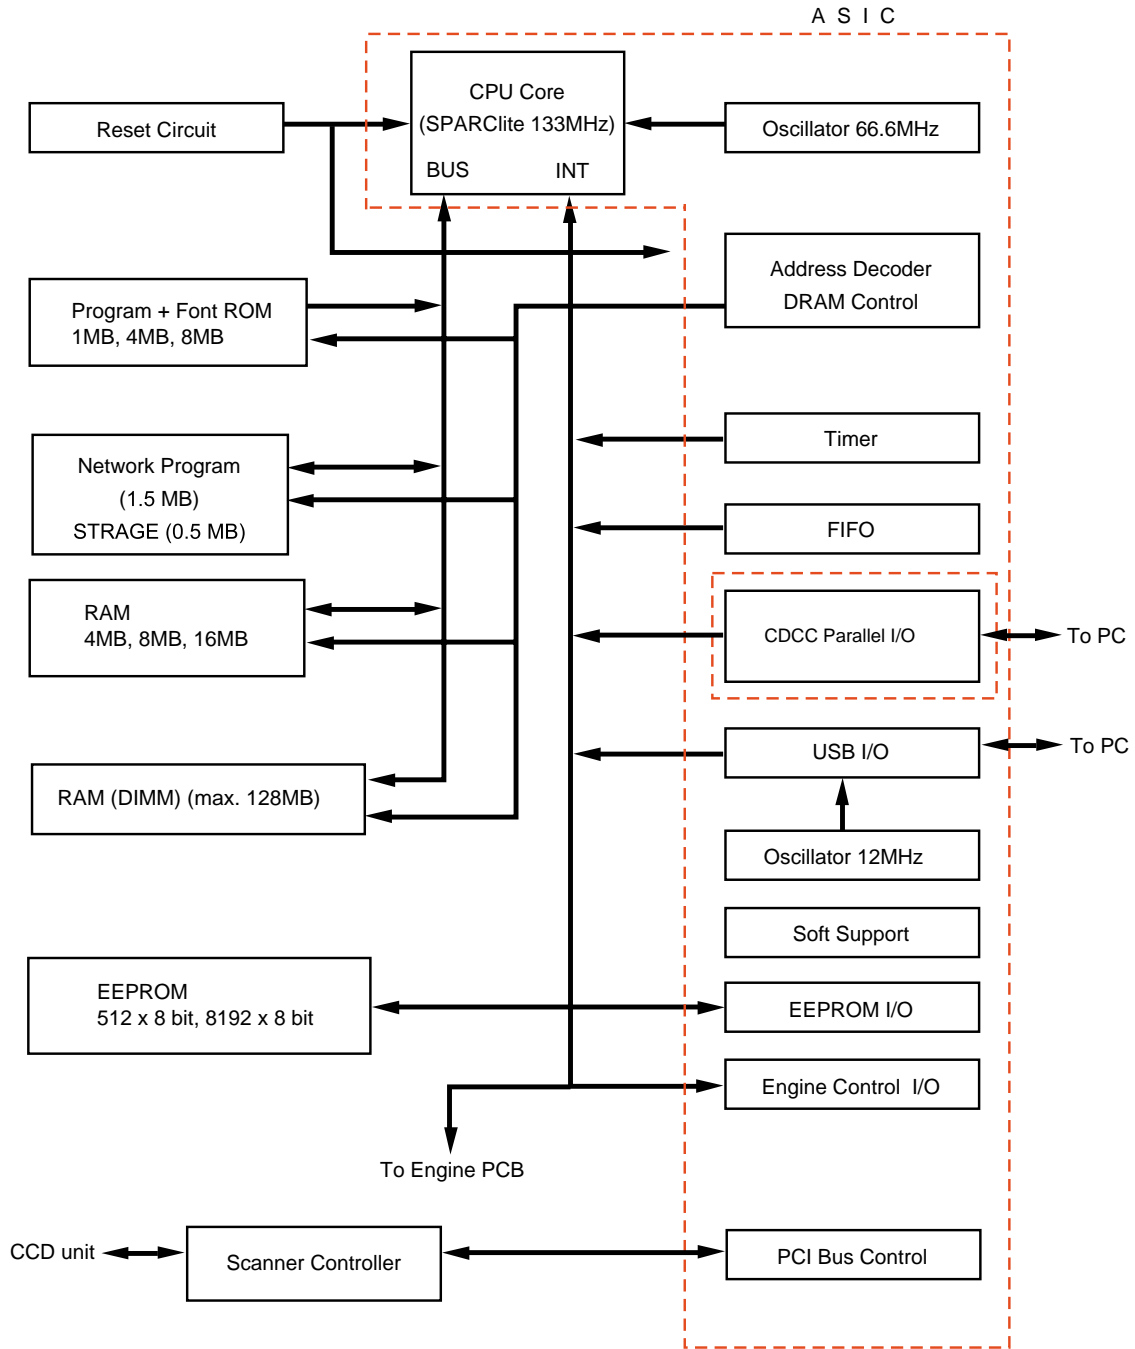 A S I C
CPU Core
(SPARClite 133MHz)
BUS INT
Reset Circuit
Oscillator 66.6MHz
Address Decoder
DRAM Control
Program + Font ROM
1MB, 4MB, 8MB
Timer
Network Program
(1.5 MB)
STRAGE (0.5 MB)
FIFO
RAM
4MB, 8MB, 16MB
CDCC Parallel I/O
To PC
USB I/O
To PC
RAM (DIMM) (max. 128MB)
Oscillator 12MHz
Soft Support
EEPROM
512 x 8 bit, 8192 x 8 bit
EEPROM I/O
Engine Control I/O
To Engine PCB
CCD unit
Scanner Controller
PCI Bus Control